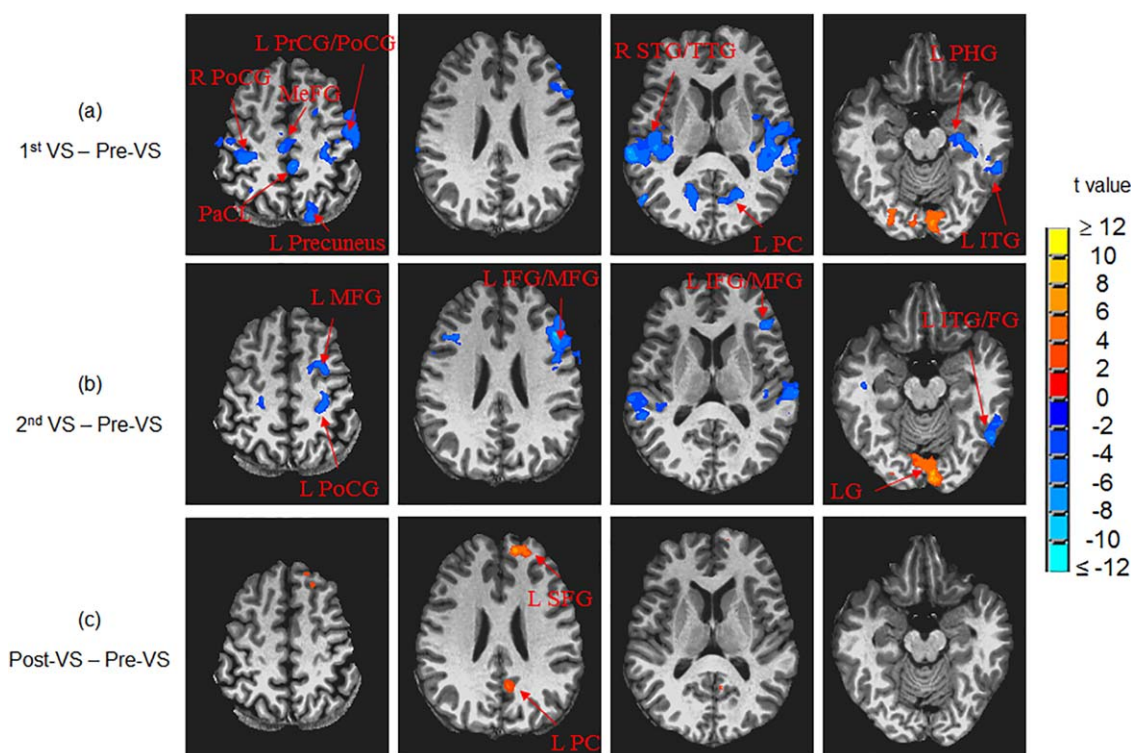 (a)
1st VS – Pre-VS
L PrCG/PoCG
R PoCG
MeFG
PaCL
L Precuneus
R STG/TTG
L PC
L PHG
L ITG
(b)
2nd VS – Pre-VS
L MFG
L PoCG
L IFG/MFG
L IFG/MFG
L ITG/FG
LG
(c)
Post-VS – Pre-VS
L SFG
L PC
t value
≥ 12
10
8
6
4
2
0
-2
-4
-6
-8
-10
≤ -12